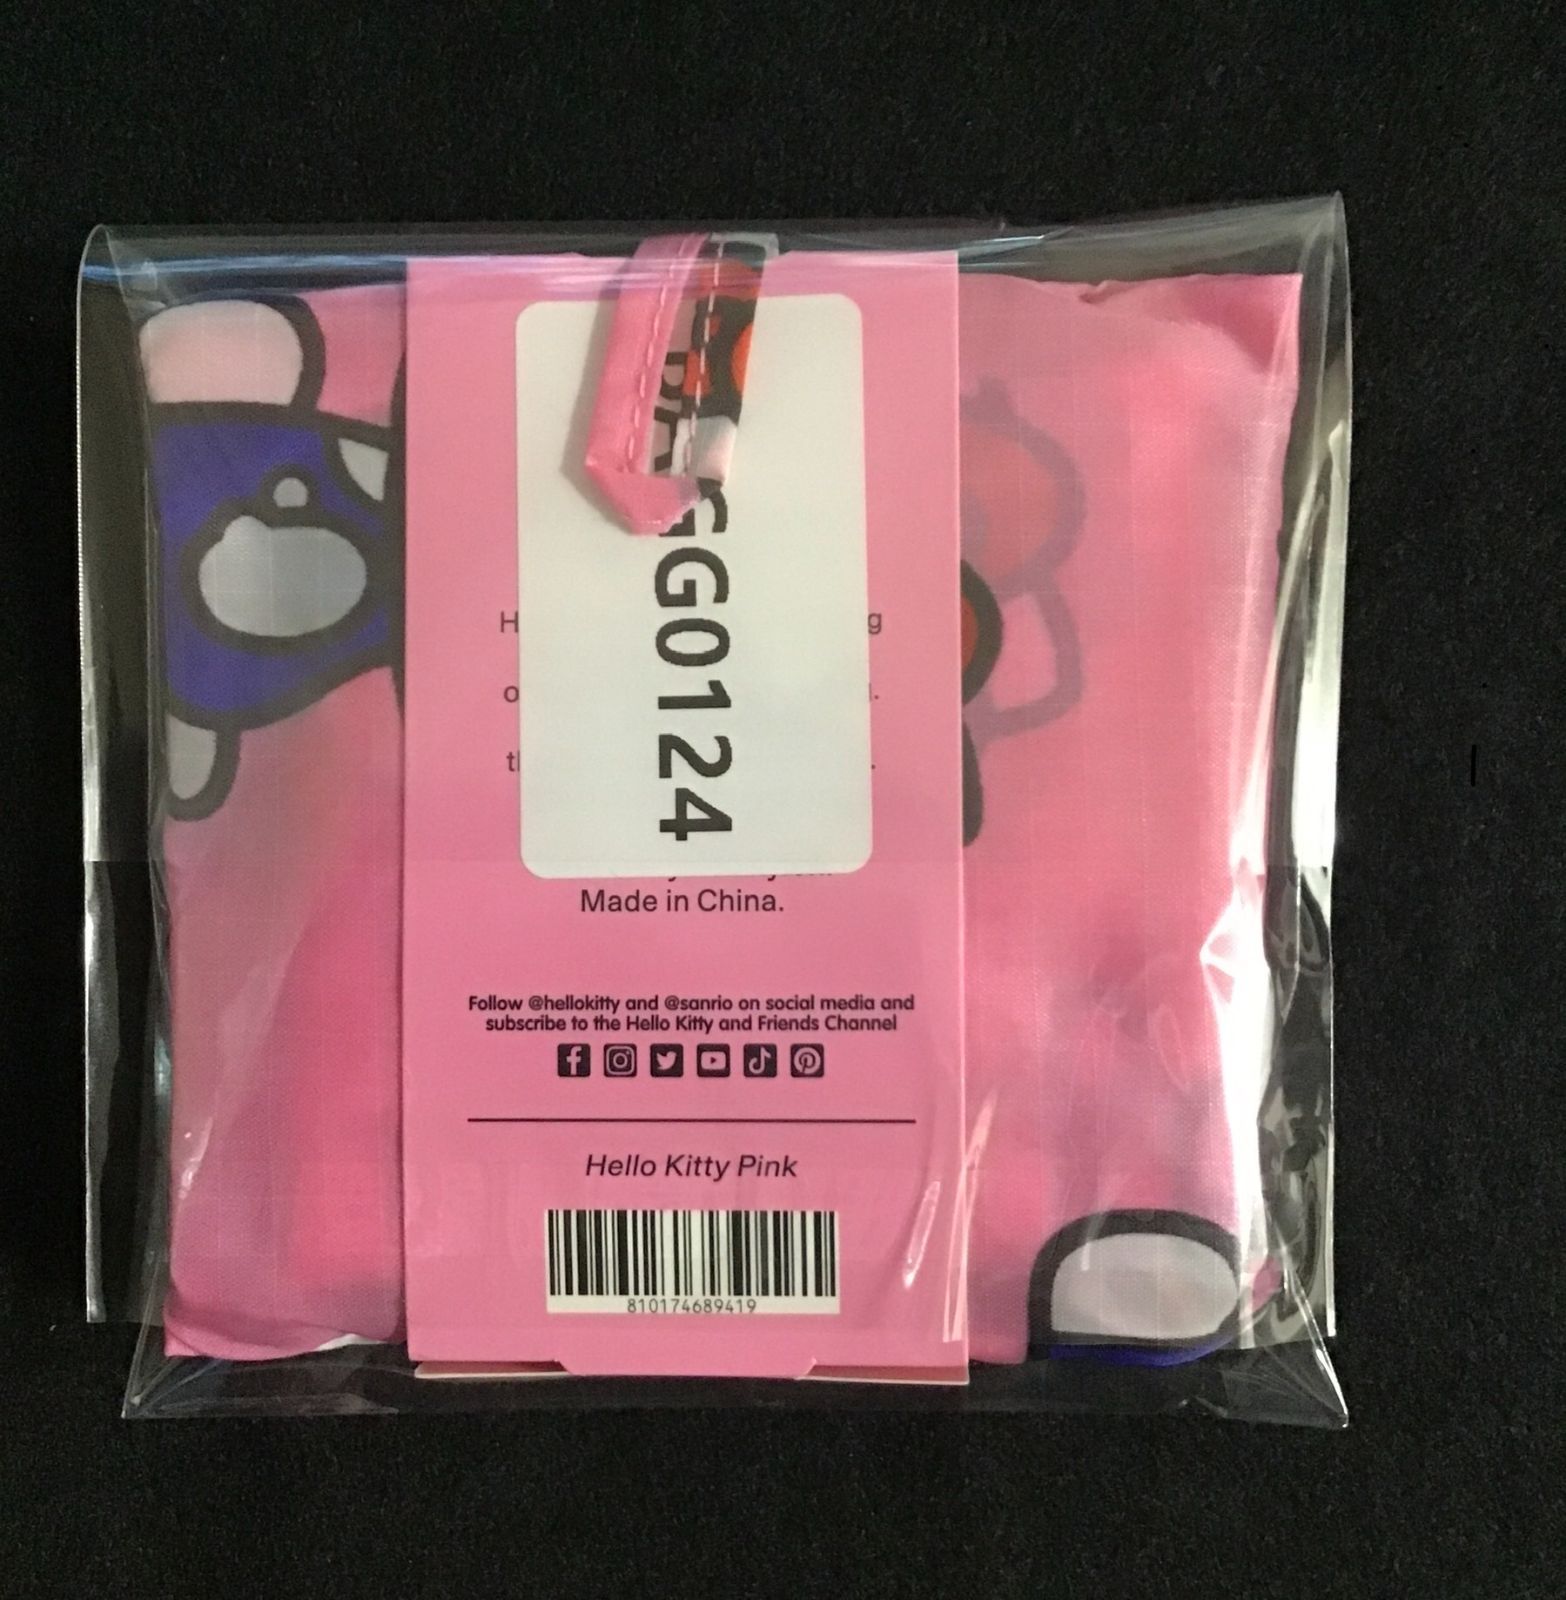 GG0124
Made in China.
Follow @hellokitty and @sanrio on social media and
subscribe to the Hello Kitty and Friends Channel
Hello Kitty Pink
810174689419